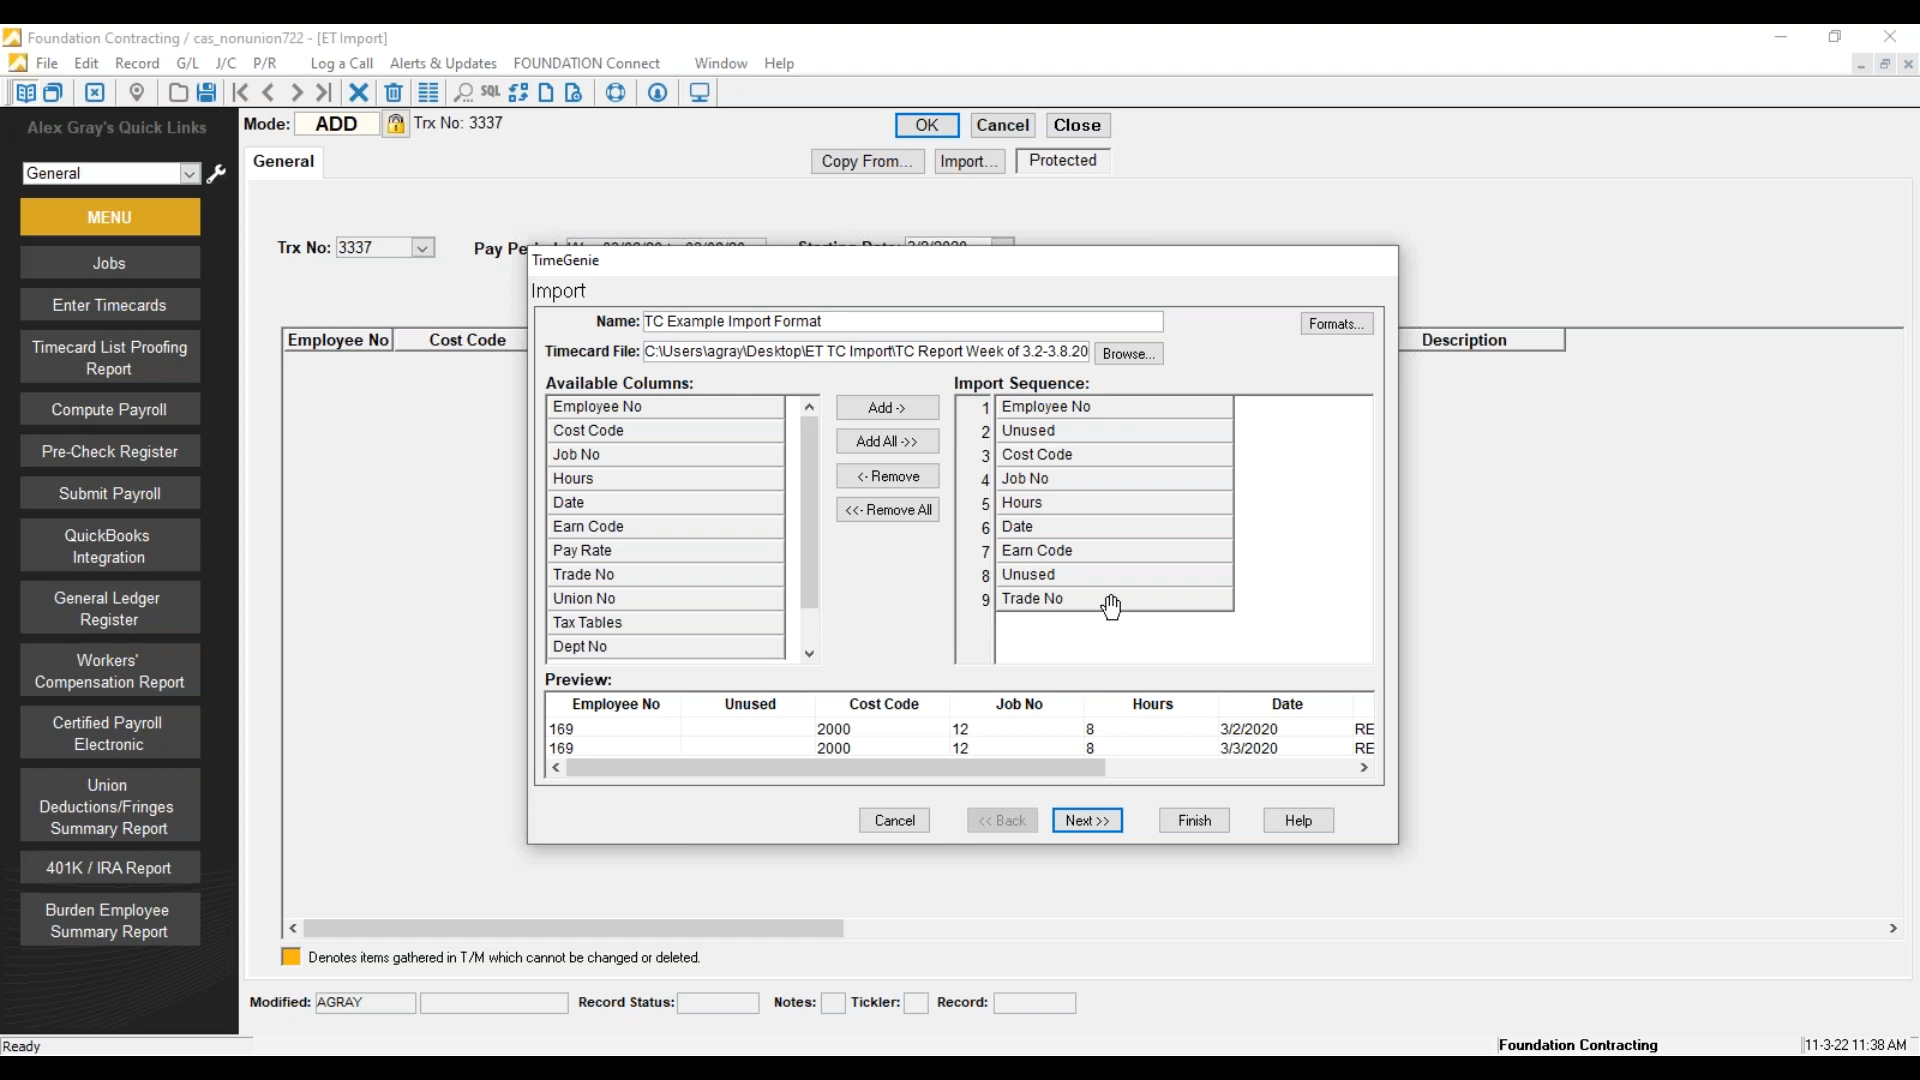 Foundation Contracting / cas_nonunion722 - [ET Import]
File Edit Record G/L J/C P/R Log a Call Alerts & Updates FOUNDATION Connect Window Help
SQL
Alex Gray's Quick Links
Mode: ADD Trx No: 3337 OK Cancel Close
General Copy From... Import... Protected
General
MENU
Jobs
Enter Timecards
Timecard List Proofing
Report
Compute Payroll
Pre-Check Register
Submit Payroll
QuickBooks
Integration
General Ledger
Register
Workers'
Compensation Report
Certified Payroll
Electronic
Union
Deductions/Fringes
Summary Report
401K / IRA Report
Burden Employee
Summary Report
Trx No: 3337 Pay Pe
Employee No Cost Code Description
TimeGenie
Import
Name: TC Example Import Format Formats...
Timecard File: C:\Users\agray\Desktop\ET TC Import\TC Report Week of 3.2-3.8.20 Browse...
Available Columns:
Employee No
Cost Code
Job No
Hours
Date
Earn Code
Pay Rate
Trade No
Union No
Tax Tables
Dept No
Add ->
Add All ->>
<- Remove
<<- Remove All
Import Sequence:
1 Employee No
2 Unused
3 Cost Code
4 Job No
5 Hours
6 Date
7 Earn Code
8 Unused
9 Trade No
Preview:
Employee No Unused Cost Code Job No Hours Date
169 2000 12 8 3/2/2020 RE
169 2000 12 8 3/3/2020 RE
Cancel << Back Next >> Finish Help
Denotes items gathered in T/M which cannot be changed or deleted.
Modified: AGRAY Record Status: Notes: Tickler: Record:
Ready Foundation Contracting 11-3-22 11:38 AM